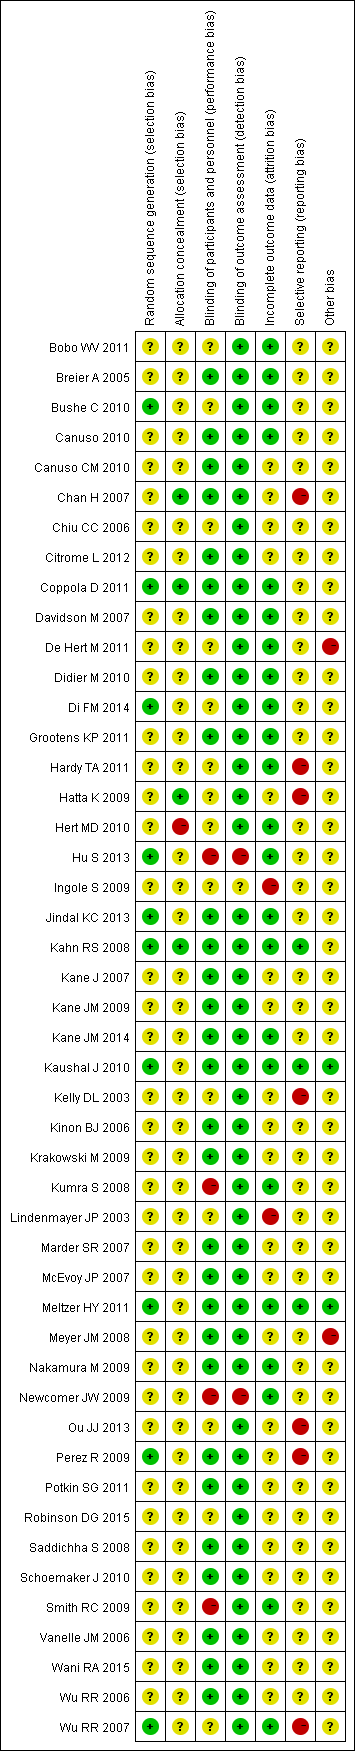 Random sequence generation (selection bias)
Allocation concealment (selection bias)
Blinding of participants and personnel (performance bias)
Blinding of outcome assessment (detection bias)
Incomplete outcome data (attrition bias)
Selective reporting (reporting bias)
Other bias
Bobo WV 2011 ? ? ? + + ? ?
Breier A 2005 ? ? + + + ? ?
Bushe C 2010 + ? ? + + ? ?
Canuso 2010 ? ? + + + ? ?
Canuso CM 2010 ? ? + + ? ? ?
Chan H 2007 ? + + + ? - ?
Chiu CC 2006 ? ? ? + ? ? ?
Citrome L 2012 ? ? + + ? ? ?
Coppola D 2011 + + + + + ? ?
Davidson M 2007 ? ? + + + ? ?
De Hert M 2011 ? ? ? + + ? -
Didier M 2010 ? ? + + + ? ?
Di FM 2014 + ? ? + + ? ?
Grootens KP 2011 ? ? + + + ? ?
Hardy TA 2011 ? ? ? + + - ?
Hatta K 2009 ? + ? + ? - ?
Hert MD 2010 ? - ? + + ? ?
Hu S 2013 + ? - - + ? ?
Ingole S 2009 ? ? ? ? - ? ?
Jindal KC 2013 + ? + + + ? ?
Kahn RS 2008 + + + + + + ?
Kane J 2007 ? ? + + ? ? ?
Kane JM 2009 ? ? + + ? ? ?
Kane JM 2014 ? ? + + + ? ?
Kaushal J 2010 + ? + + + + +
Kelly DL 2003 ? ? ? + ? - ?
Kinon BJ 2006 ? ? + + ? ? ?
Krakowski M 2009 ? ? + + ? ? ?
Kumra S 2008 ? ? - + + ? ?
Lindenmayer JP 2003 ? ? ? + - ? ?
Marder SR 2007 ? ? + + ? ? ?
McEvoy JP 2007 ? ? + + ? ? ?
Meltzer HY 2011 + ? + + + + +
Meyer JM 2008 ? ? + + ? ? -
Nakamura M 2009 ? ? + + + ? ?
Newcomer JW 2009 ? ? - - + ? ?
Ou JJ 2013 ? ? ? + ? - ?
Perez R 2009 + ? + + ? - ?
Potkin SG 2011 ? ? + + ? ? ?
Robinson DG 2015 ? ? ? + ? ? ?
Saddichha S 2008 ? ? + + ? ? ?
Schoemaker J 2010 ? ? + + ? ? ?
Smith RC 2009 ? ? - + + ? ?
Vanelle JM 2006 ? ? + + ? ? ?
Wani RA 2015 ? ? + + ? ? ?
Wu RR 2006 ? ? + + ? ? ?
Wu RR 2007 + ? ? + + - ?